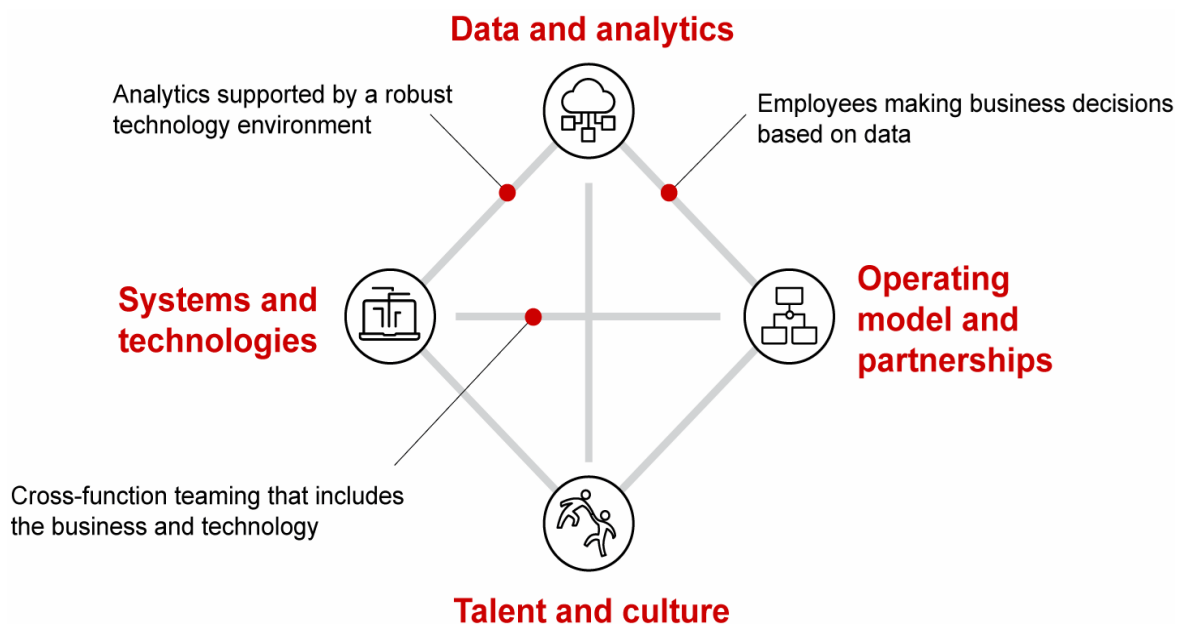 Data and analytics
Analytics supported by a robust
technology environment
Employees making business decisions
based on data
Systems and
technologies
Operating
model and
partnerships
Cross-function teaming that includes
the business and technology
Talent and culture